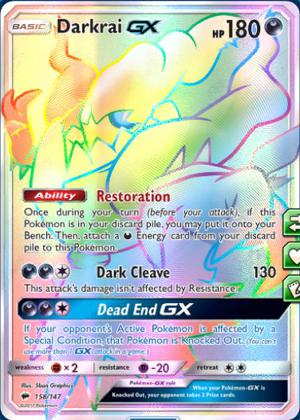 BASIC Darkrai GX HP180
Ability Restoration
Once during your turn (before your attack), if this
Pokémon is in your discard pile, you may put it onto your
Bench. Then, attach a Energy card from your discard
pile to this Pokémon.
Dark Cleave 130
This attack's damage isn't affected by Resistance.
Dead End GX
If your opponent's Active Pokémon is affected by a
Special Condition, that Pokémon is Knocked Out. (You can't
use more than 1 GX attack in a game.)
weakness ×2 resistance -20 retreat
Illus. 5ban Graphics
158/147
©2017 Pokémon
Pokémon-GX rule
When your Pokémon-GX is
Knocked Out, your opponent takes 2 Prize cards.